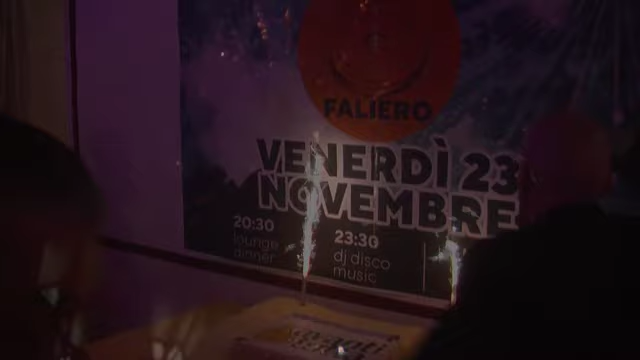 FALIERO
VENERDÌ 23
NOVEMBRE
20:30
lounge
dinner
23:30
dj disco
music